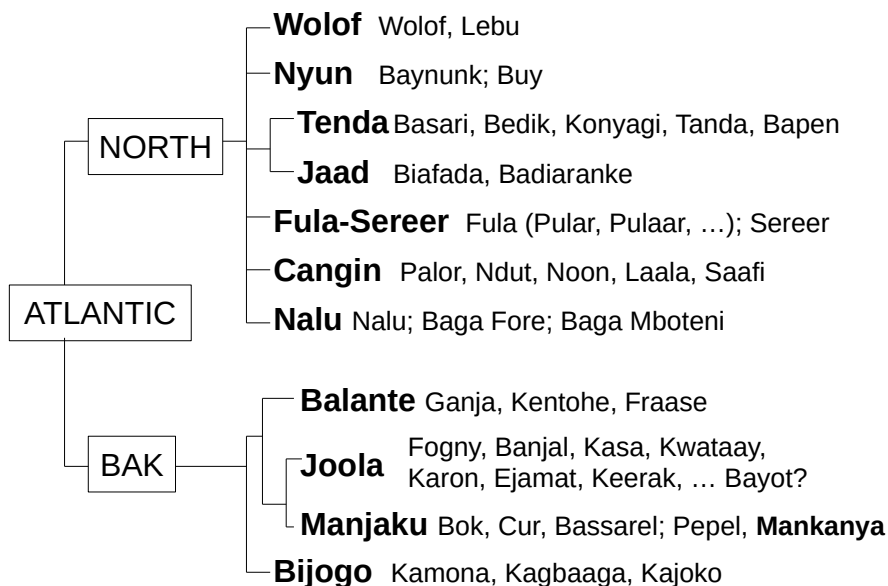 Wolof Wolof, Lebu
Nyun Baynunk; Buy
Tenda Basari, Bedik, Konyagi, Tanda, Bapen
NORTH
Jaad Biafada, Badiaranke
Fula-Sereer Fula (Pular, Pulaar, …); Sereer
Cangin Palor, Ndut, Noon, Laala, Saafi
ATLANTIC
Nalu Nalu; Baga Fore; Baga Mboteni
Balante Ganja, Kentohe, Fraase
BAK
Joola Fogny, Banjal, Kasa, Kwataay,
Karon, Ejamat, Keerak, … Bayot?
Manjaku Bok, Cur, Bassarel; Pepel, Mankanya
Bijogo Kamona, Kagbaaga, Kajoko